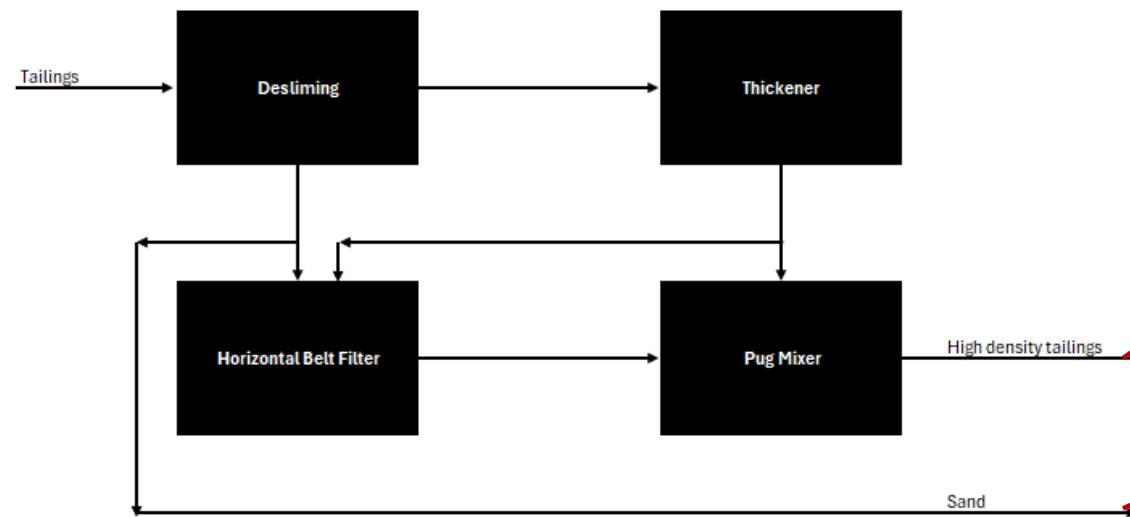 Tailings
Desliming
Thickener
Horizontal Belt Filter
Pug Mixer
High density tailings
Sand